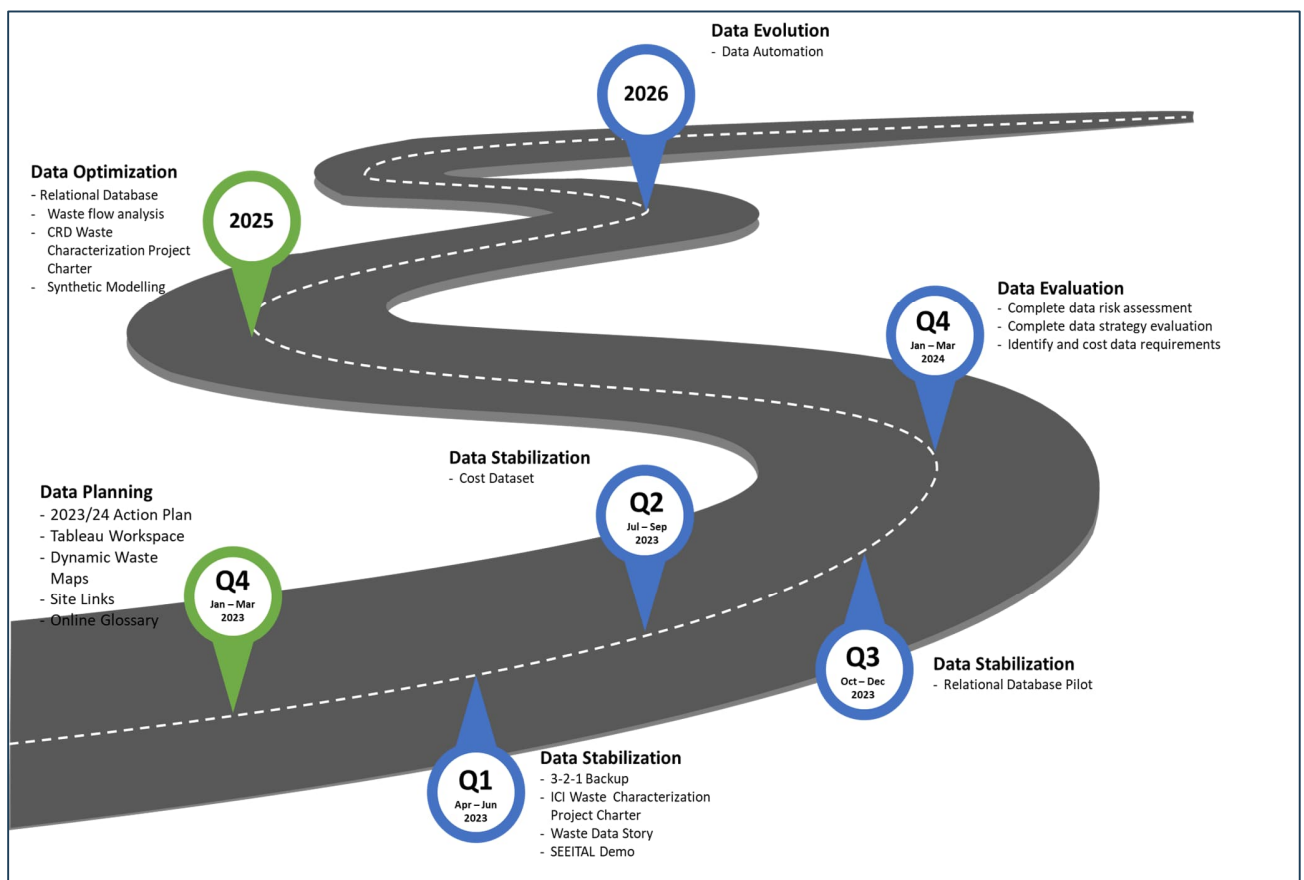 Data Evolution
- Data Automation
2026
Data Optimization
- Relational Database
- Waste flow analysis
- CRD Waste
Characterization Project
Charter
- Synthetic Modelling
2025
Data Evaluation
- Complete data risk assessment
- Complete data strategy evaluation
- Identify and cost data requirements
Q4
Jan – Mar
2024
Data Stabilization
- Cost Dataset
Q2
Jul – Sep
2023
Data Planning
- 2023/24 Action Plan
- Tableau Workspace
- Dynamic Waste
Maps
- Site Links
- Online Glossary
Q4
Jan – Mar
2023
Q3
Oct – Dec
2023
Data Stabilization
- Relational Database Pilot
Q1
Apr – Jun
2023
Data Stabilization
- 3-2-1 Backup
- ICI Waste Characterization
Project Charter
- Waste Data Story
- SEEITAL Demo